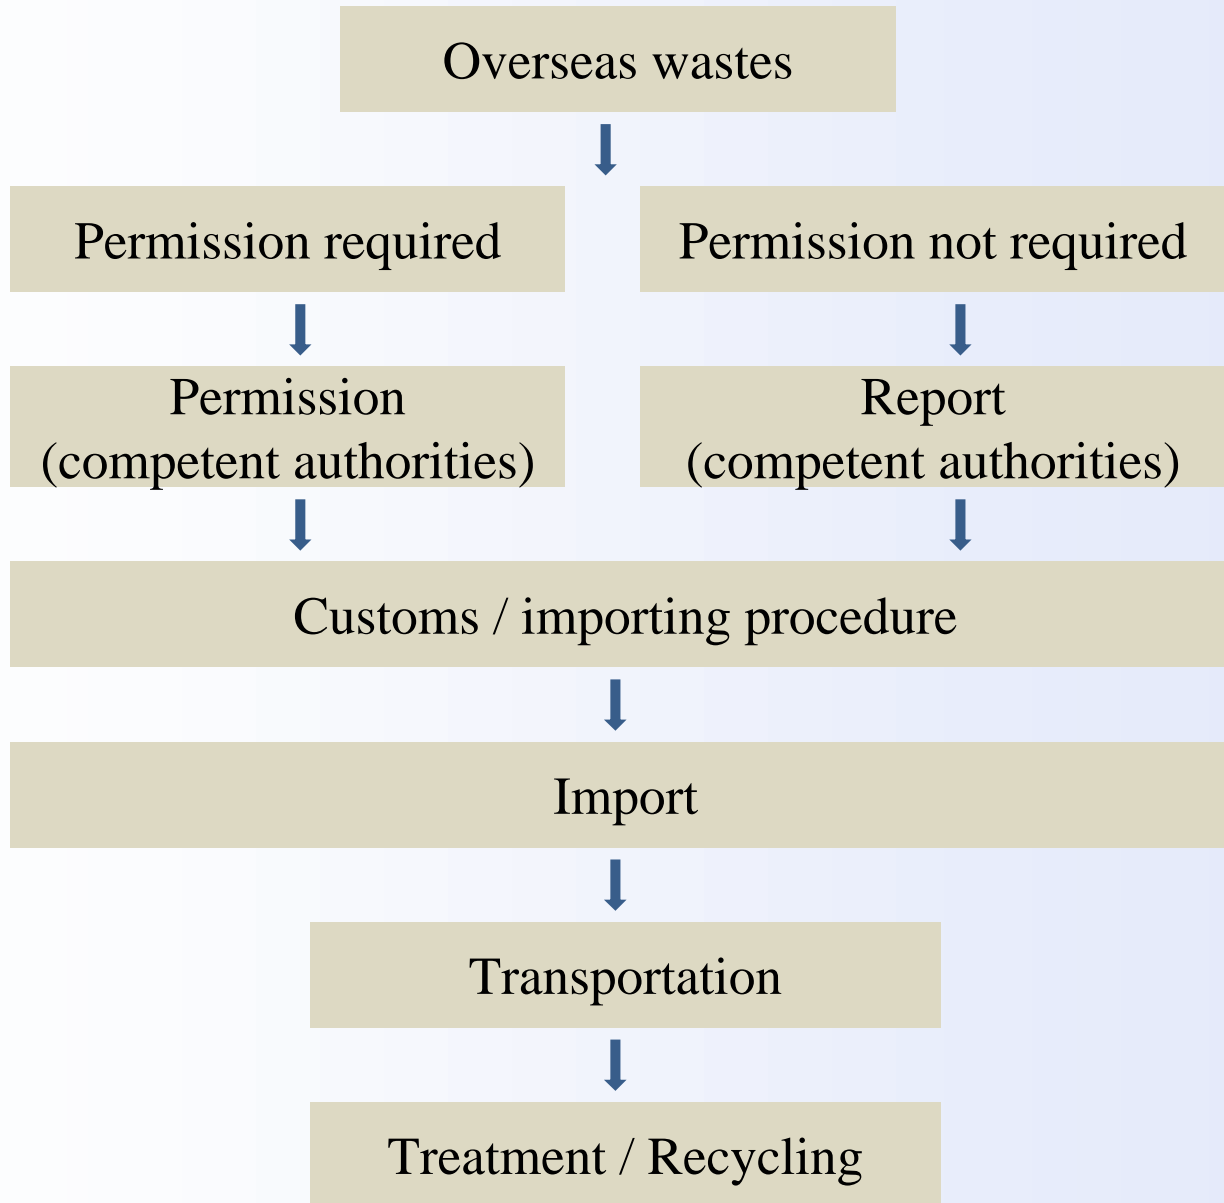 Overseas wastes
Permission required
Permission not required
Permission
(competent authorities)
Report
(competent authorities)
Customs / importing procedure
Import
Transportation
Treatment / Recycling